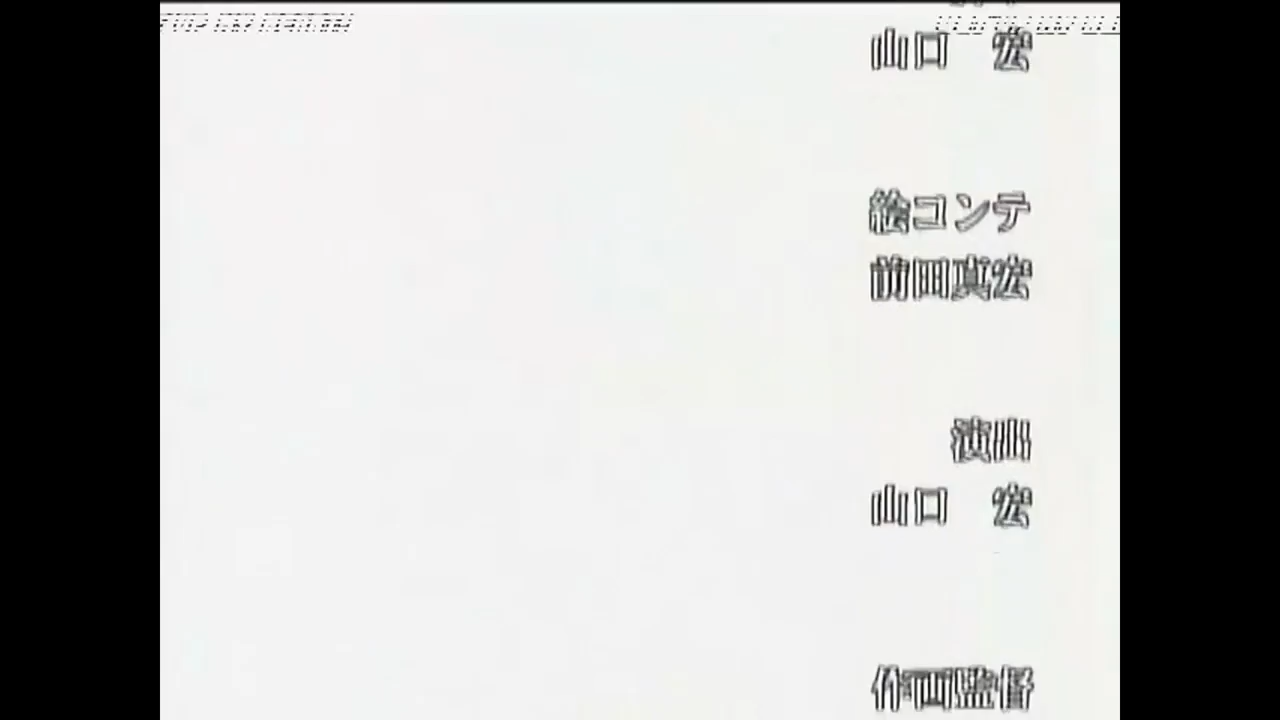 山口　宏
絵コンテ
前田真宏
演出
山口　宏
作画監督